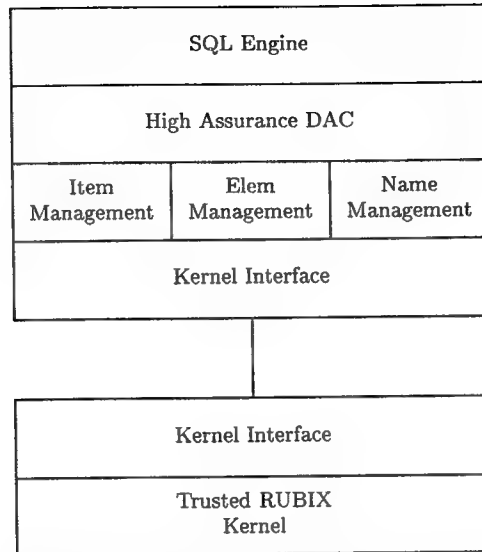 SQL Engine
High Assurance DAC
Item Elem Name
Management Management Management
Kernel Interface
Kernel Interface
Trusted RUBIX
Kernel